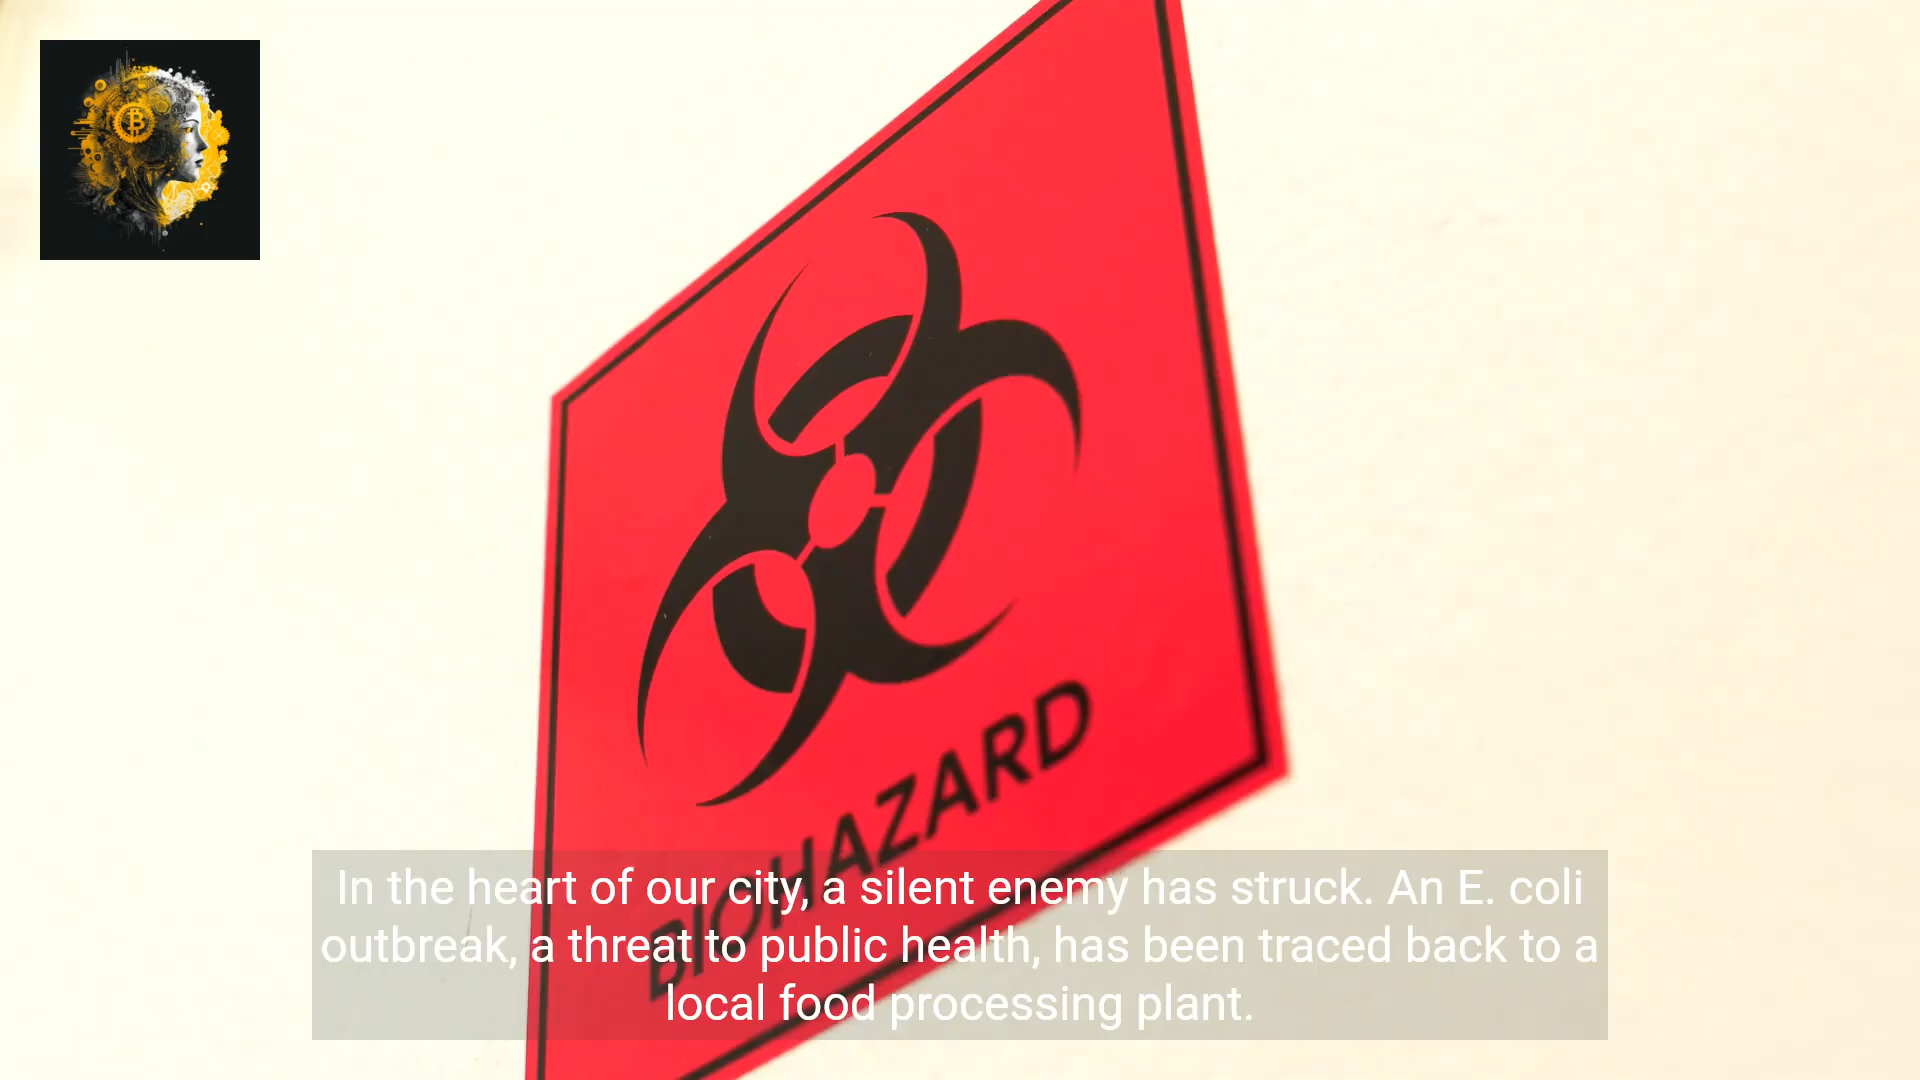 BIOHAZARD
In the heart of our city, a silent enemy has struck. An E. coli
outbreak, a threat to public health, has been traced back to a
local food processing plant.